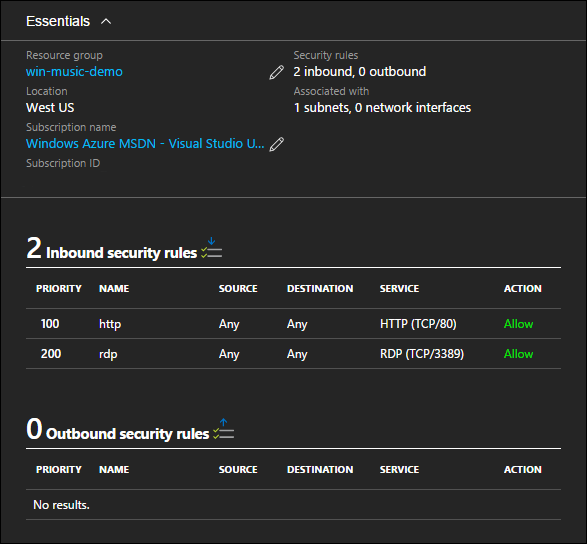 Essentials
Resource group Security rules
win-music-demo 2 inbound, 0 outbound
Location Associated with
West US 1 subnets, 0 network interfaces
Subscription name
Windows Azure MSDN - Visual Studio U...
Subscription ID
2 Inbound security rules
PRIORITY NAME SOURCE DESTINATION SERVICE ACTION
100 http Any Any HTTP (TCP/80) Allow
200 rdp Any Any RDP (TCP/3389) Allow
0 Outbound security rules
PRIORITY NAME SOURCE DESTINATION SERVICE ACTION
No results.